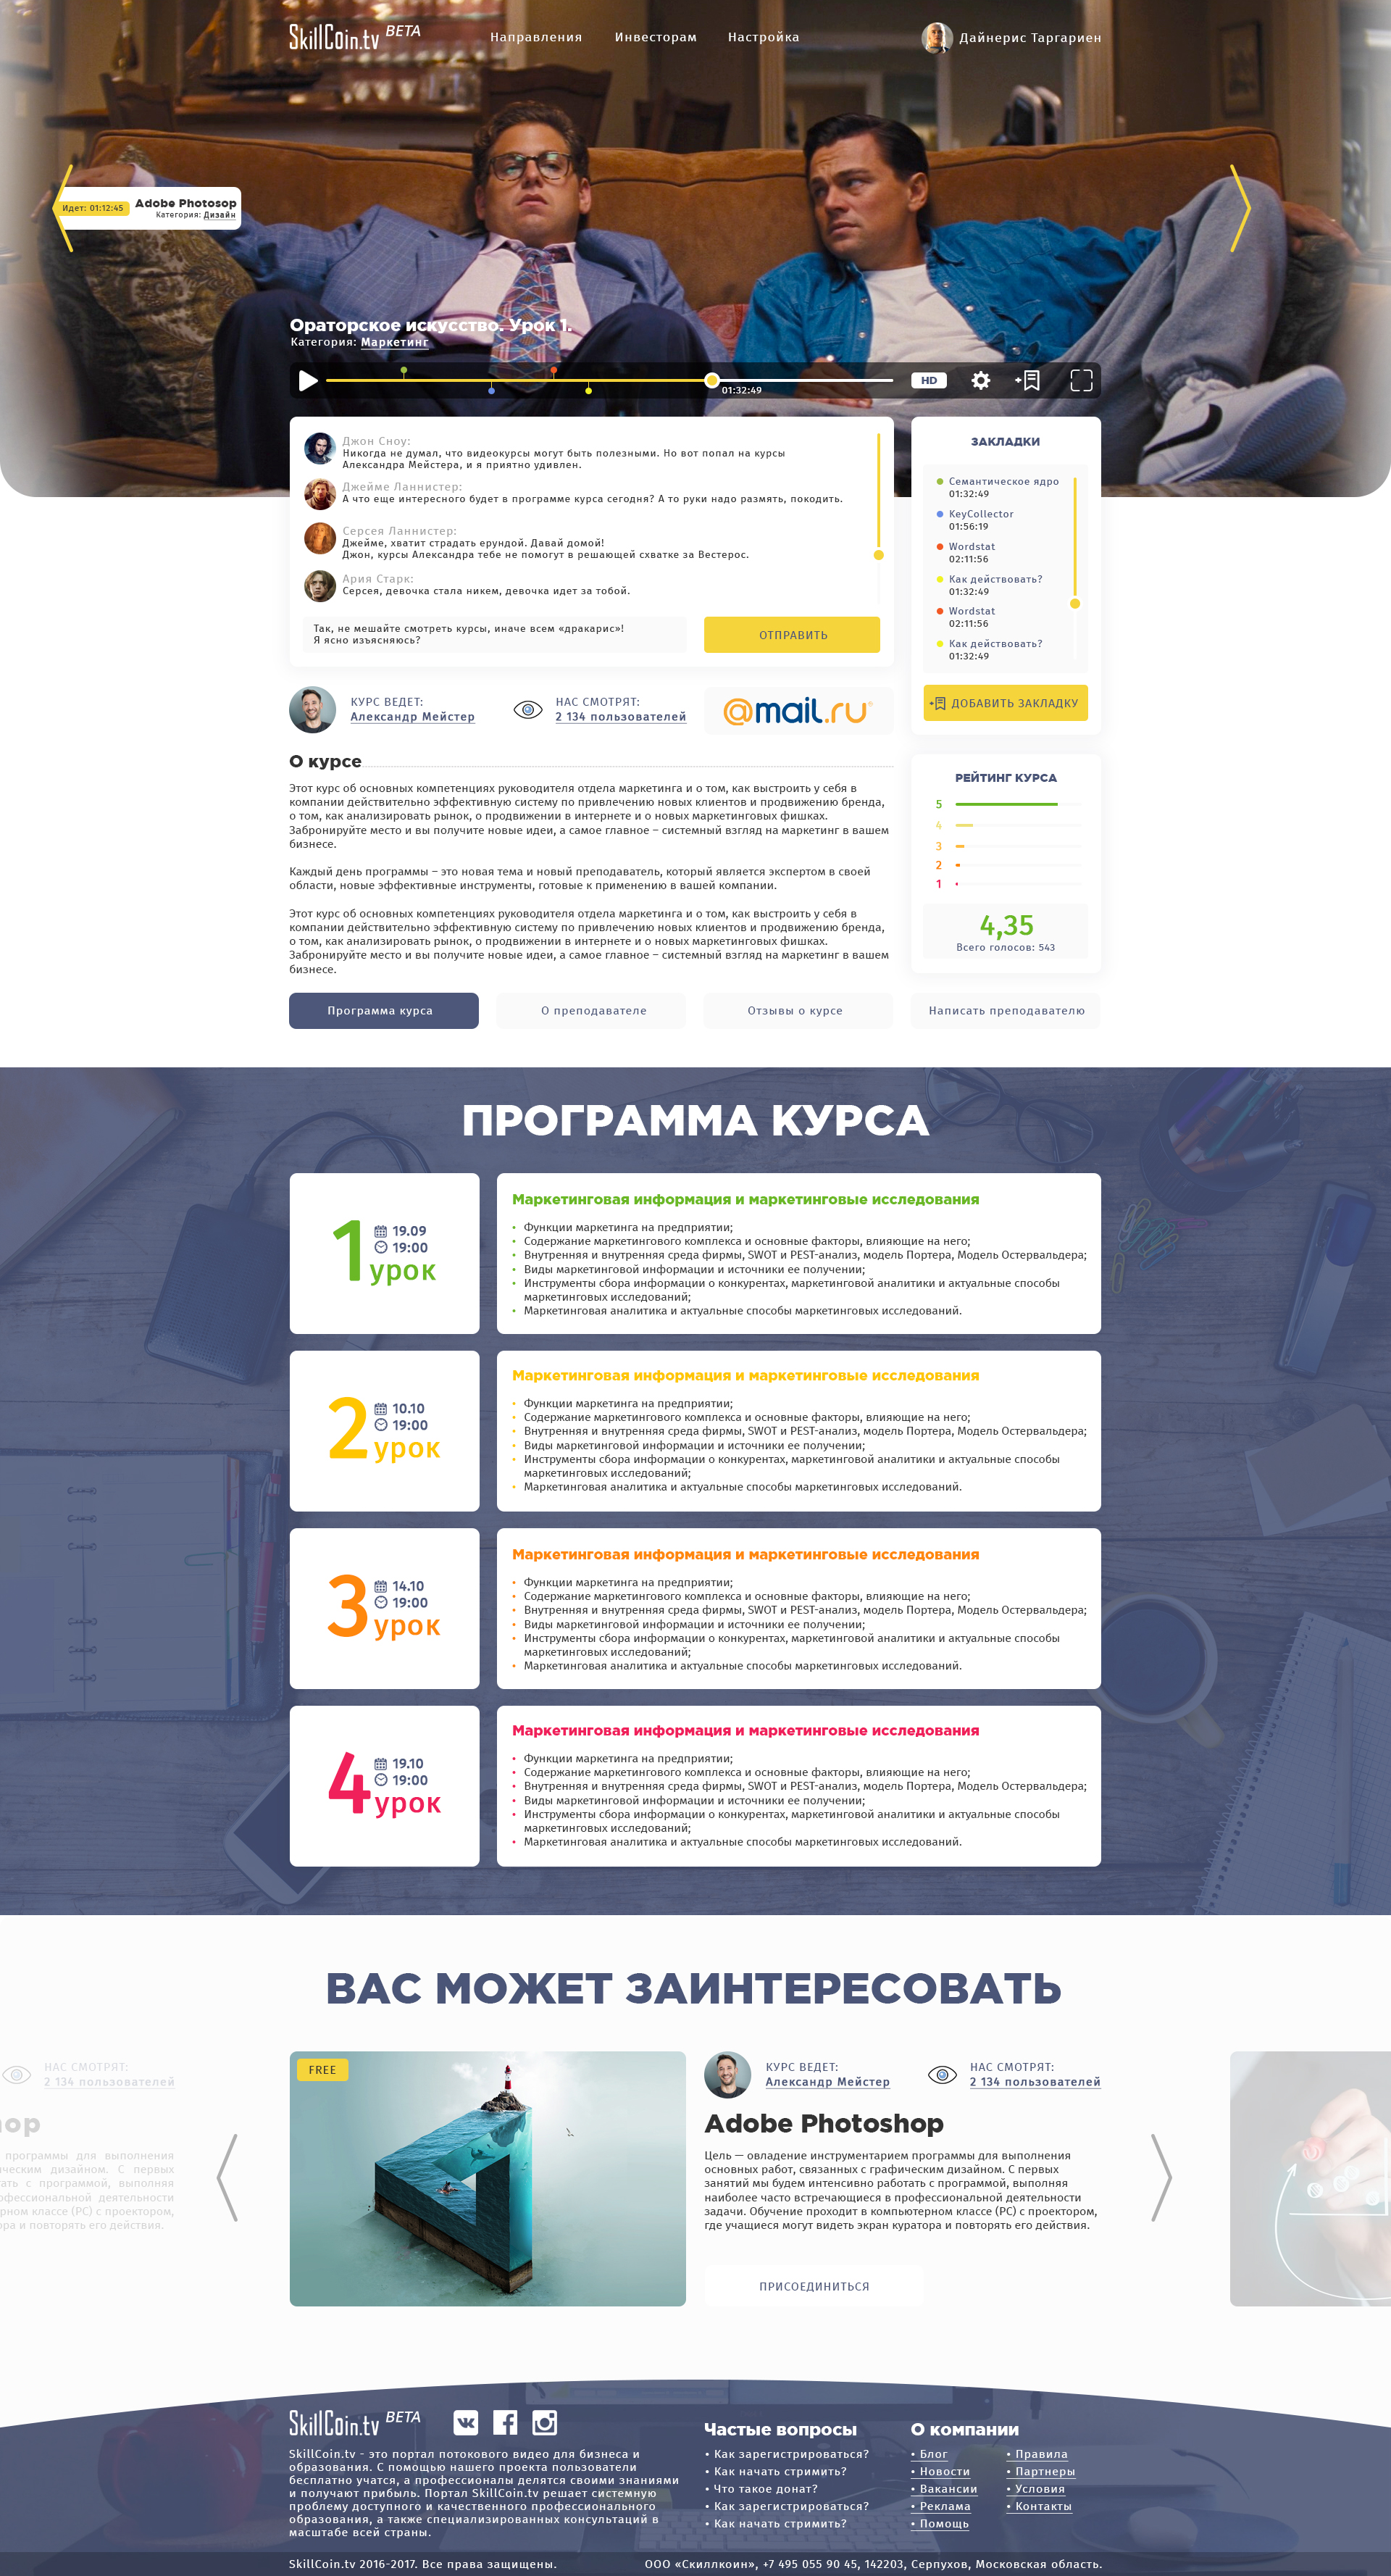 SkillCoin.tv BETA
Направления
Инвесторам
Настройка
Дайнерис Таргариен
Идет: 01:12:45
Adobe Photosop
Категория: Дизайн
Ораторское искусство. Урок 1.
Категория: Маркетинг
01:32:49
HD
Джон Сноу:
Никогда не думал, что видеокурсы могут быть полезными. Но вот попал на курсы
Александра Мейстера, и я приятно удивлен.
Джейме Ланнистер:
А что еще интересного будет в программе курса сегодня? А то руки надо размять, покодить.
Серсея Ланнистер:
Джейме, хватит страдать ерундой. Давай домой!
Джон, курсы Александра тебе не помогут в решающей схватке за Вестерос.
Ария Старк:
Серсея, девочка стала никем, девочка идет за тобой.
Так, не мешайте смотреть курсы, иначе всем «дракарис»!
Я ясно изъясняюсь?
ОТПРАВИТЬ
ЗАКЛАДКИ
Семантическое ядро
01:32:49
KeyCollector
01:56:19
Wordstat
02:11:56
Как действовать?
01:32:49
Wordstat
02:11:56
Как действовать?
01:32:49
ДОБАВИТЬ ЗАКЛАДКУ
КУРС ВЕДЕТ:
Александр Мейстер
НАС СМОТРЯТ:
2 134 пользователей
@mail.ru®
О курсе
Этот курс об основных компетенциях руководителя отдела маркетинга и о том, как выстроить у себя в
компании действительно эффективную систему по привлечению новых клиентов и продвижению бренда,
о том, как анализировать рынок, о продвижении в интернете и о новых маркетинговых фишках.
Забронируйте место и вы получите новые идеи, а самое главное – системный взгляд на маркетинг в вашем
бизнесе.
Каждый день программы – это новая тема и новый преподаватель, который является экспертом в своей
области, новые эффективные инструменты, готовые к применению в вашей компании.
Этот курс об основных компетенциях руководителя отдела маркетинга и о том, как выстроить у себя в
компании действительно эффективную систему по привлечению новых клиентов и продвижению бренда,
о том, как анализировать рынок, о продвижении в интернете и о новых маркетинговых фишках.
Забронируйте место и вы получите новые идеи, а самое главное – системный взгляд на маркетинг в вашем
бизнесе.
РЕЙТИНГ КУРСА
5
4
3
2
1
4,35
Всего голосов: 543
Программа курса
О преподавателе
Отзывы о курсе
Написать преподавателю
ПРОГРАММА КУРСА
1 урок
19.09
19:00
Маркетинговая информация и маркетинговые исследования
• Функции маркетинга на предприятии;
• Содержание маркетингового комплекса и основные факторы, влияющие на него;
• Внутренняя и внутренняя среда фирмы, SWOT и PEST-анализ, модель Портера, Модель Остервальдера;
• Виды маркетинговой информации и источники ее получении;
• Инструменты сбора информации о конкурентах, маркетинговой аналитики и актуальные способы
маркетинговых исследований;
• Маркетинговая аналитика и актуальные способы маркетинговых исследований.
2 урок
10.10
19:00
Маркетинговая информация и маркетинговые исследования
• Функции маркетинга на предприятии;
• Содержание маркетингового комплекса и основные факторы, влияющие на него;
• Внутренняя и внутренняя среда фирмы, SWOT и PEST-анализ, модель Портера, Модель Остервальдера;
• Виды маркетинговой информации и источники ее получении;
• Инструменты сбора информации о конкурентах, маркетинговой аналитики и актуальные способы
маркетинговых исследований;
• Маркетинговая аналитика и актуальные способы маркетинговых исследований.
3 урок
14.10
19:00
Маркетинговая информация и маркетинговые исследования
• Функции маркетинга на предприятии;
• Содержание маркетингового комплекса и основные факторы, влияющие на него;
• Внутренняя и внутренняя среда фирмы, SWOT и PEST-анализ, модель Портера, Модель Остервальдера;
• Виды маркетинговой информации и источники ее получении;
• Инструменты сбора информации о конкурентах, маркетинговой аналитики и актуальные способы
маркетинговых исследований;
• Маркетинговая аналитика и актуальные способы маркетинговых исследований.
4 урок
19.10
19:00
Маркетинговая информация и маркетинговые исследования
• Функции маркетинга на предприятии;
• Содержание маркетингового комплекса и основные факторы, влияющие на него;
• Внутренняя и внутренняя среда фирмы, SWOT и PEST-анализ, модель Портера, Модель Остервальдера;
• Виды маркетинговой информации и источники ее получении;
• Инструменты сбора информации о конкурентах, маркетинговой аналитики и актуальные способы
маркетинговых исследований;
• Маркетинговая аналитика и актуальные способы маркетинговых исследований.
ВАС МОЖЕТ ЗАИНТЕРЕСОВАТЬ
НАС СМОТРЯТ:
2 134 пользователей
программы для выполнения
дизайном. С первых
с программой, выполняя
деятельности
классе (PC) с проектором,
и повторять его действия.
FREE
КУРС ВЕДЕТ:
Александр Мейстер
НАС СМОТРЯТ:
2 134 пользователей
Adobe Photoshop
Цель — овладение инструментарием программы для выполнения
основных работ, связанных с графическим дизайном. С первых
занятий мы будем интенсивно работать с программой, выполняя
наиболее часто встречающиеся в профессиональной деятельности
задачи. Обучение проходит в компьютерном классе (PC) с проектором,
где учащиеся могут видеть экран куратора и повторять его действия.
ПРИСОЕДИНИТЬСЯ
SkillCoin.tv BETA
SkillCoin.tv - это портал потокового видео для бизнеса и
образования. С помощью нашего проекта пользователи
бесплатно учатся, а профессионалы делятся своими знаниями
и получают прибыль. Портал SkillCoin.tv решает системную
проблему доступного и качественного профессионального
образования, а также специализированных консультаций в
масштабе всей страны.
Частые вопросы
• Как зарегистрироваться?
• Как начать стримить?
• Что такое донат?
• Как зарегистрироваться?
• Как начать стримить?
О компании
• Блог
• Новости
• Вакансии
• Реклама
• Помощь
• Правила
• Партнеры
• Условия
• Контакты
SkillCoin.tv 2016-2017. Все права защищены.
ООО «Скиллкоин», +7 495 055 90 45, 142203, Серпухов, Московская область.